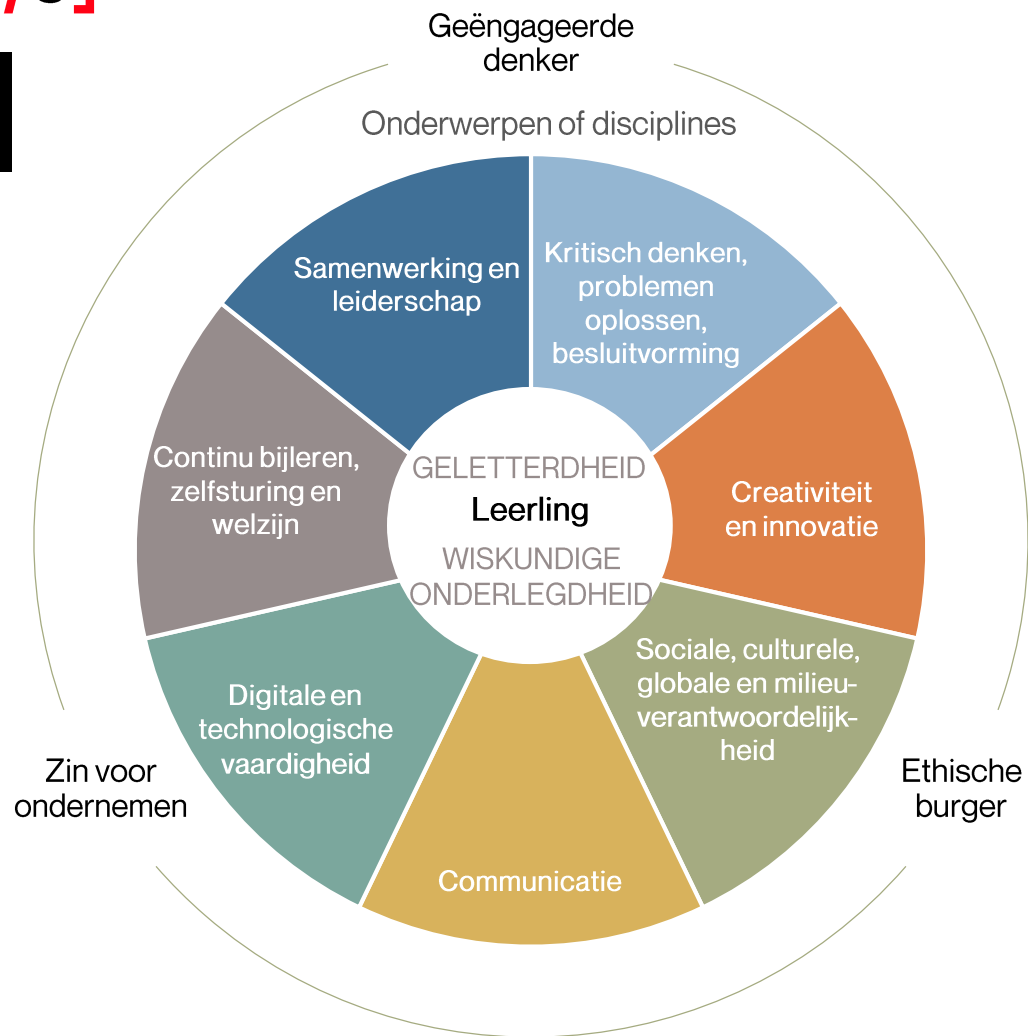 Geëngageerde
denker
Onderwerpen of disciplines
Samenwerking en
leiderschap
Kritisch denken,
problemen
oplossen,
besluitvorming
Continu bijleren,
zelfsturing en
welzijn
GELETTERDHEID
Leerling
WISKUNDIGE
ONDERLEGDHEID
Creativiteit
en innovatie
Sociale, culturele,
globale en milieu-
verantwoordelijk-
heid
Digitale en
technologische
vaardigheid
Zin voor
ondernemen
Ethische
burger
Communicatie